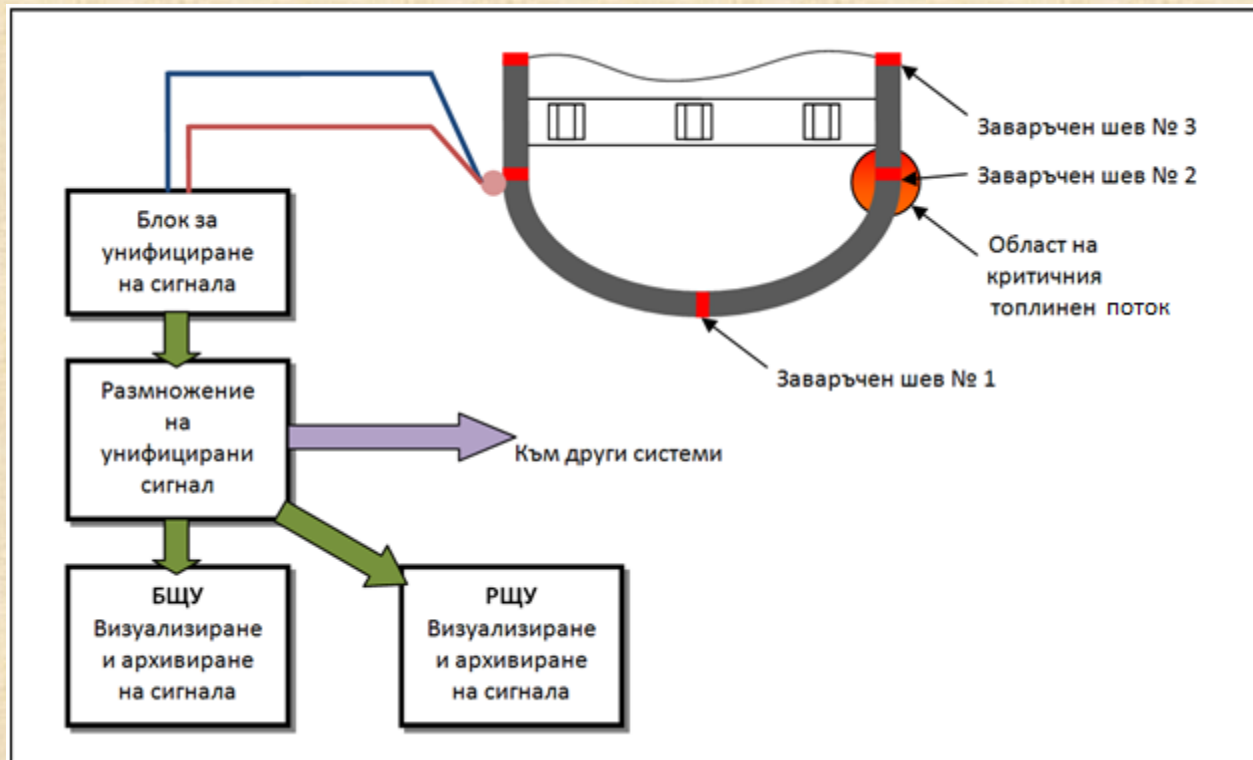 Блок за
унифициране
на сигнала
Размножение
на
унифицирани
сигнал
БЩУ
Визуализиране
и архивиране
на сигнала
РЩУ
Визуализиране
и архивиране
на сигнала
Към други системи
Заваръчен шев № 3
Заваръчен шев № 2
Област на
критичния
топлинен поток
Заваръчен шев № 1